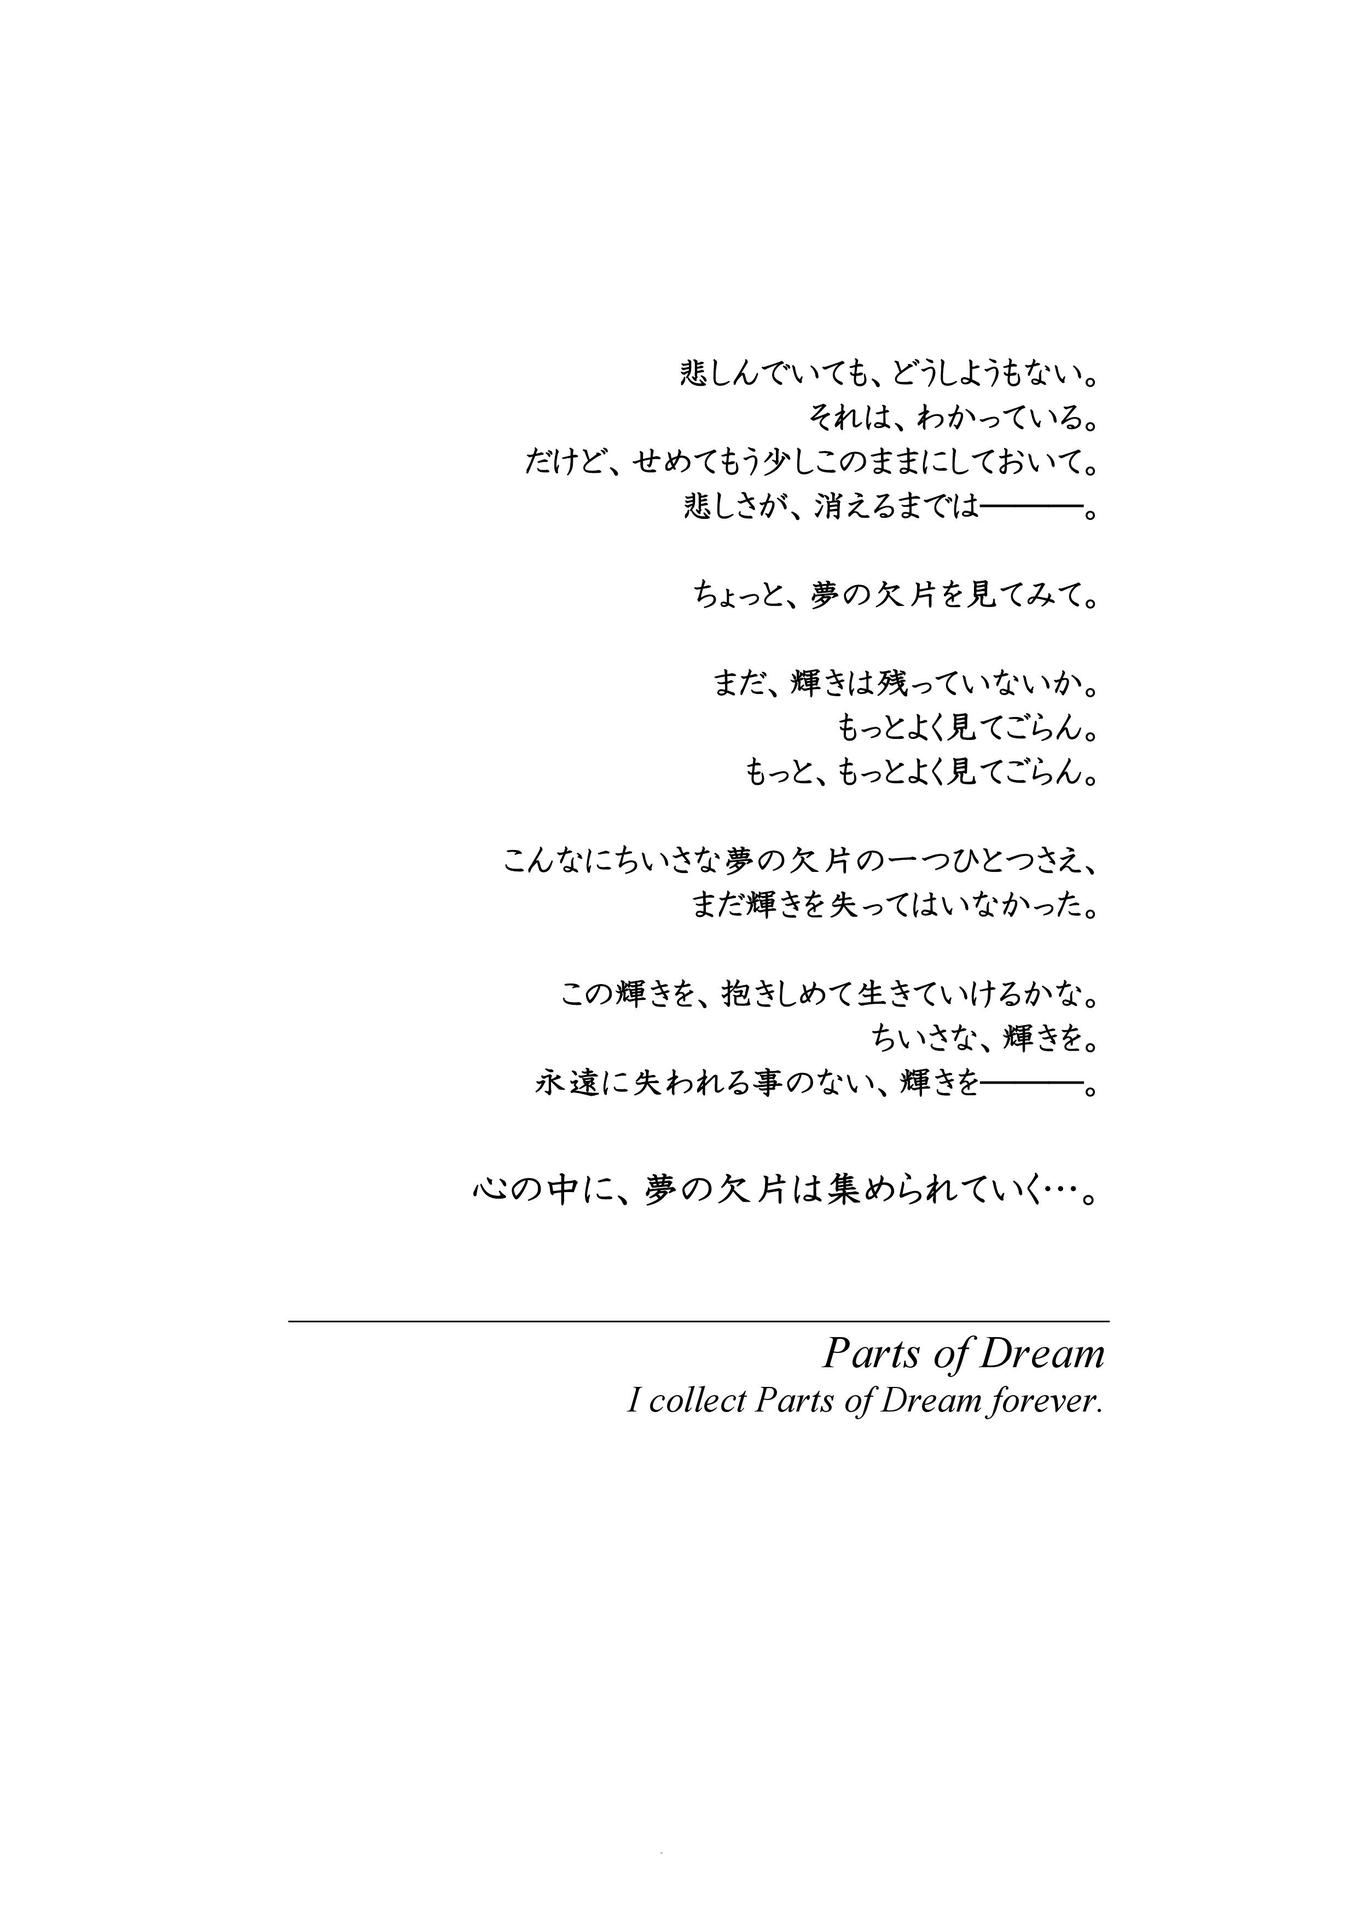 悲しんでいても、どうしようもない。
それは、わかっている。
だけど、せめてもう少しこのままにしておいて。
悲しさが、消えるまでは――――。
ちょっと、夢の欠片を見てみて。
まだ、輝きは残っていないか。
もっとよく見てごらん。
もっと、もっとよく見てごらん。
こんなにちいさな夢の欠片の一つひとつさえ、
まだ輝きを失ってはいなかった。
この輝きを、抱きしめて生きていけるかな。
ちいさな、輝きを。
永遠に失われる事のない、輝きを――――。
心の中に、夢の欠片は集められていく…。
Parts of Dream
I collect Parts of Dream forever.